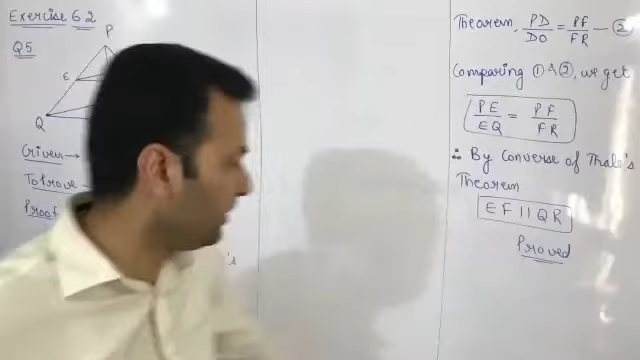 Exercise 6.2
Q5
P
E
Q
Given →
To Prove
Proof
's
Theorem, PD/DO = PF/FR — ②
Comparing ① & ②, we get
PE/EQ = PF/FR
∴ By Converse of Thale's
Theorem
EF || QR
Proved